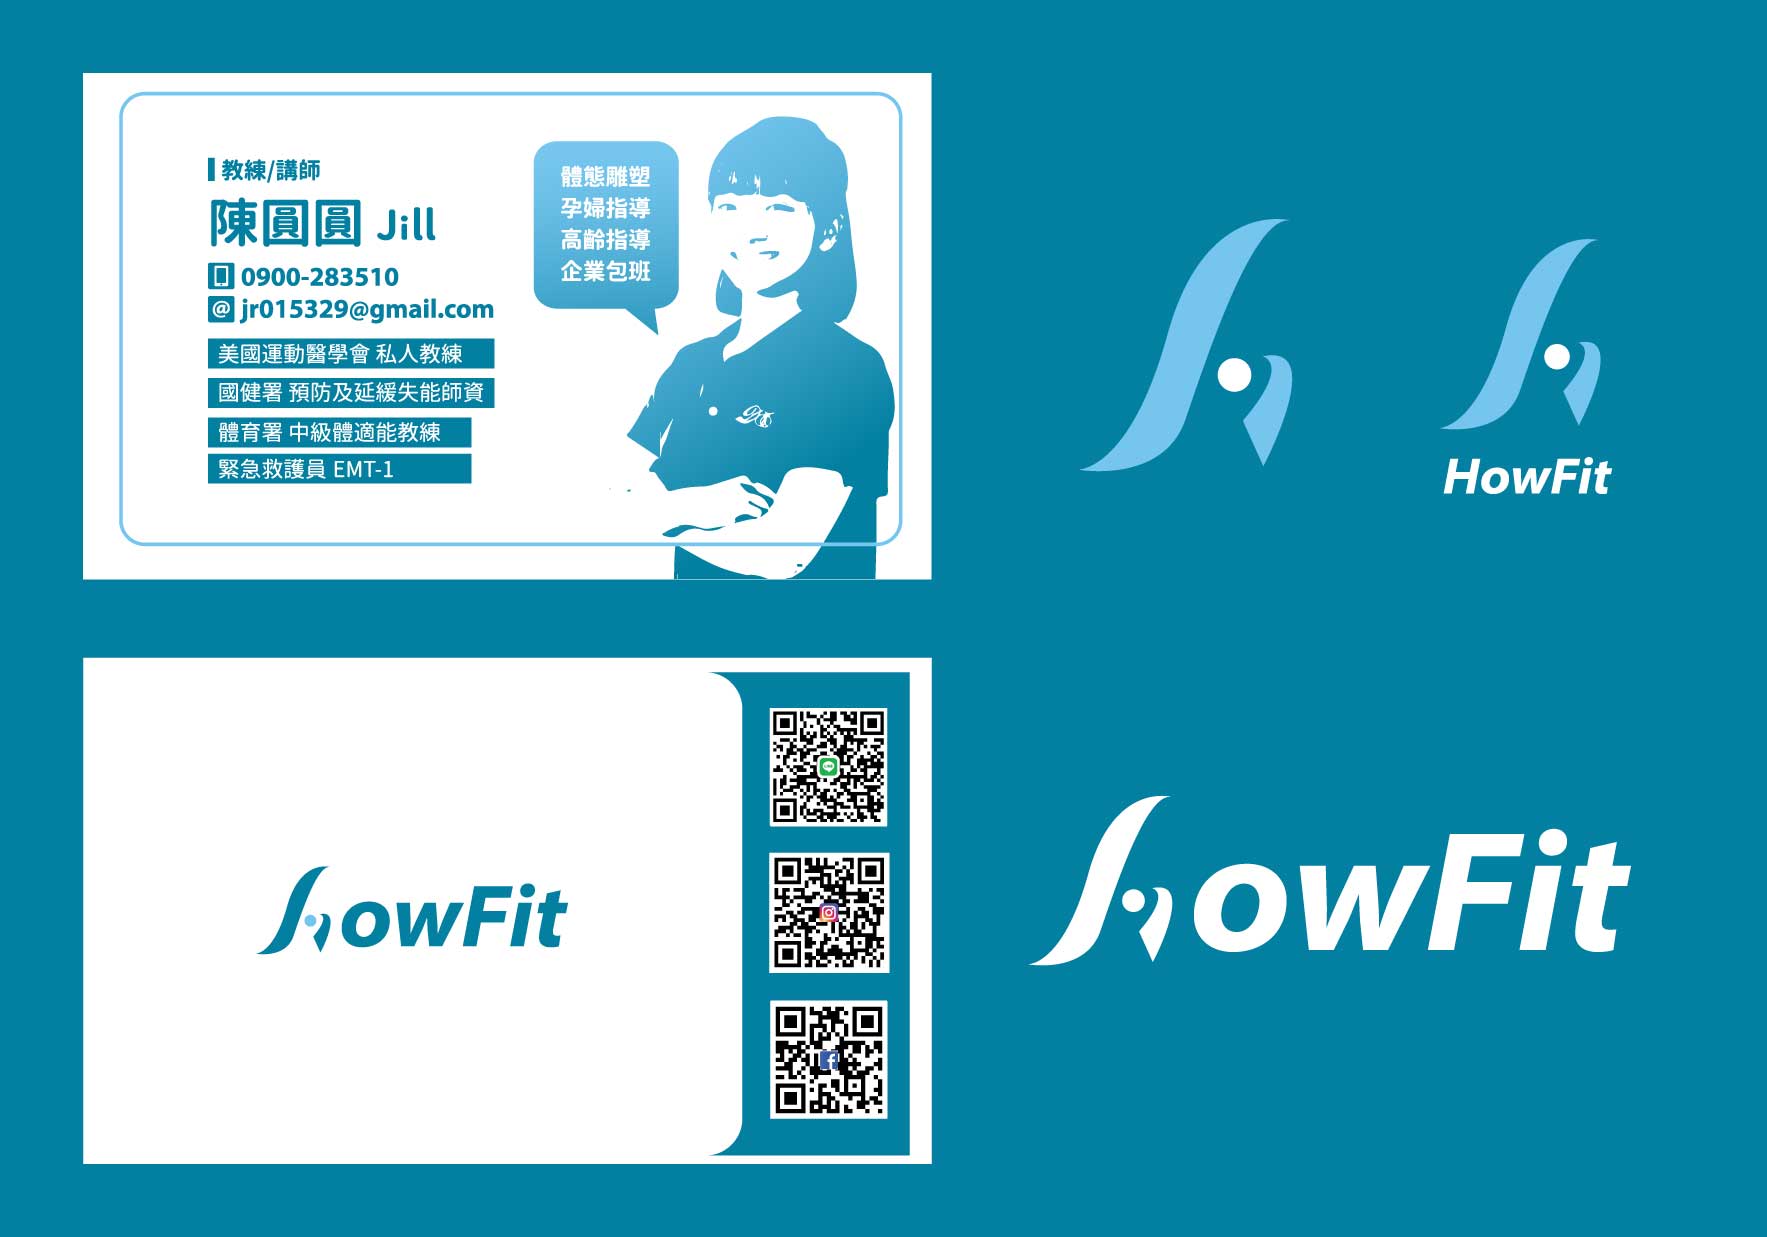 教練/講師
陳圓圓 Jill
0900-283510
@ jr015329@gmail.com
美國運動醫學會 私人教練
國健署 預防及延緩失能師資
體育署 中級體適能教練
緊急救護員 EMT-1
體態雕塑
孕婦指導
高齡指導
企業包班
HowFit
HowFit
HowFit